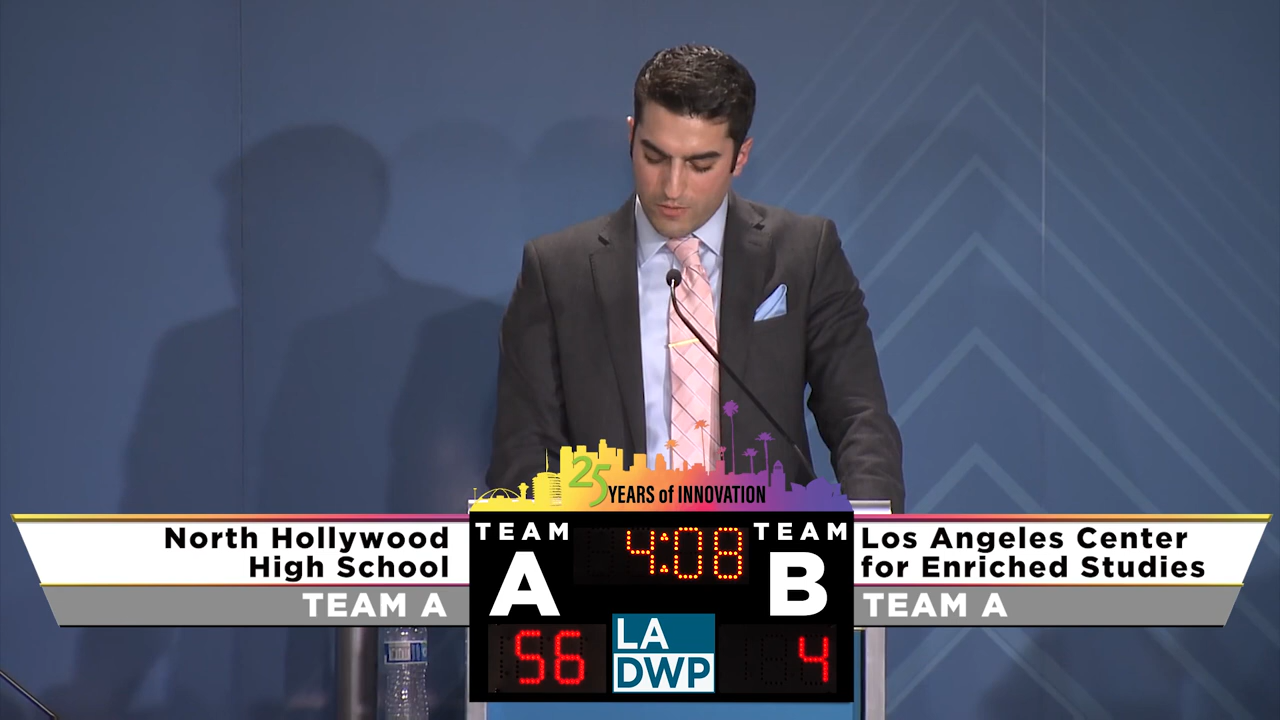 25 YEARS of INNOVATION
North Hollywood
High School
TEAM A
TEAM
A
56
4:08
LA
DWP
TEAM
B
4
Los Angeles Center
for Enriched Studies
TEAM A